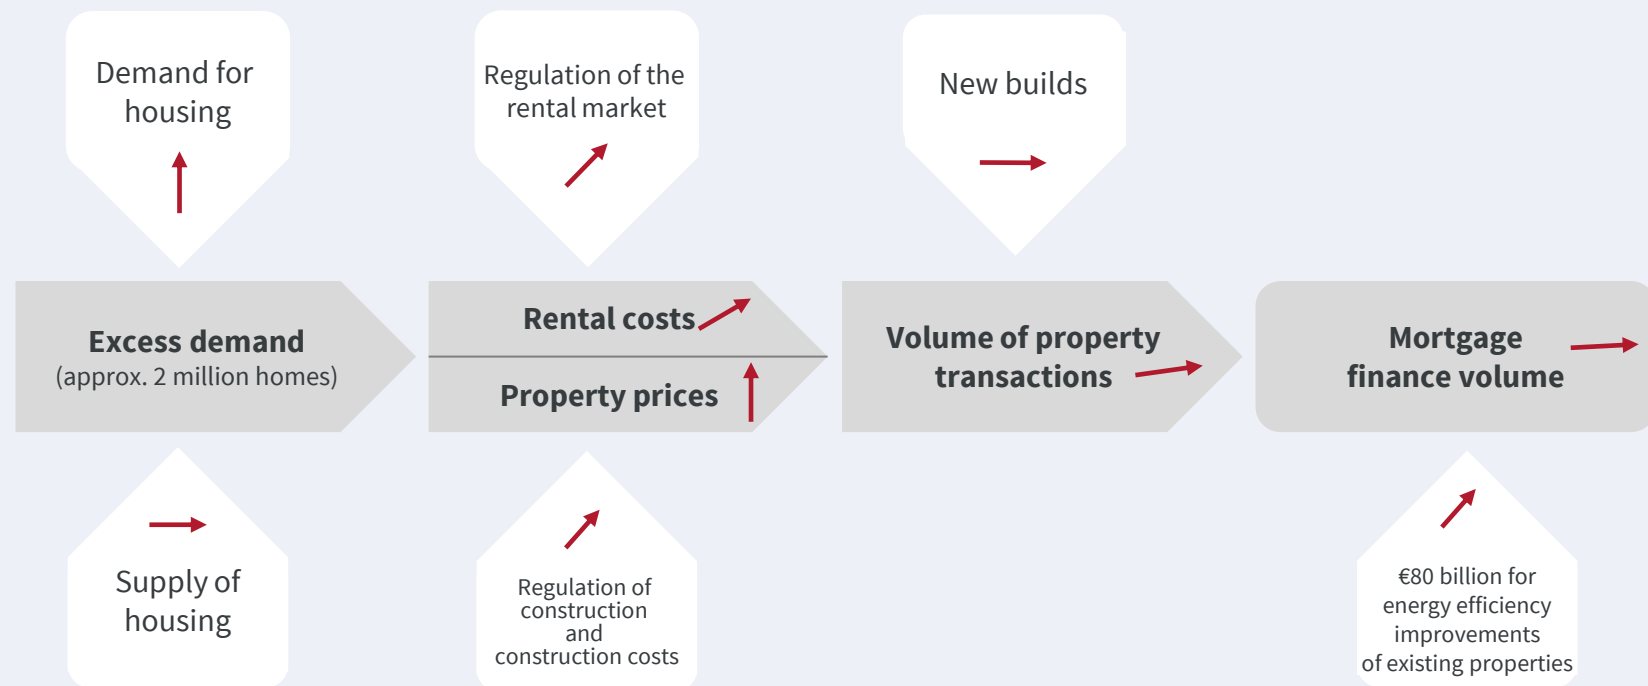 Demand for
housing
Regulation of the
rental market
New builds
Excess demand
(approx. 2 million homes)
Rental costs
Property prices
Volume of property
transactions
Mortgage
finance volume
Supply of
housing
Regulation of
construction
and
construction costs
€80 billion for
energy efficiency
improvements
of existing properties